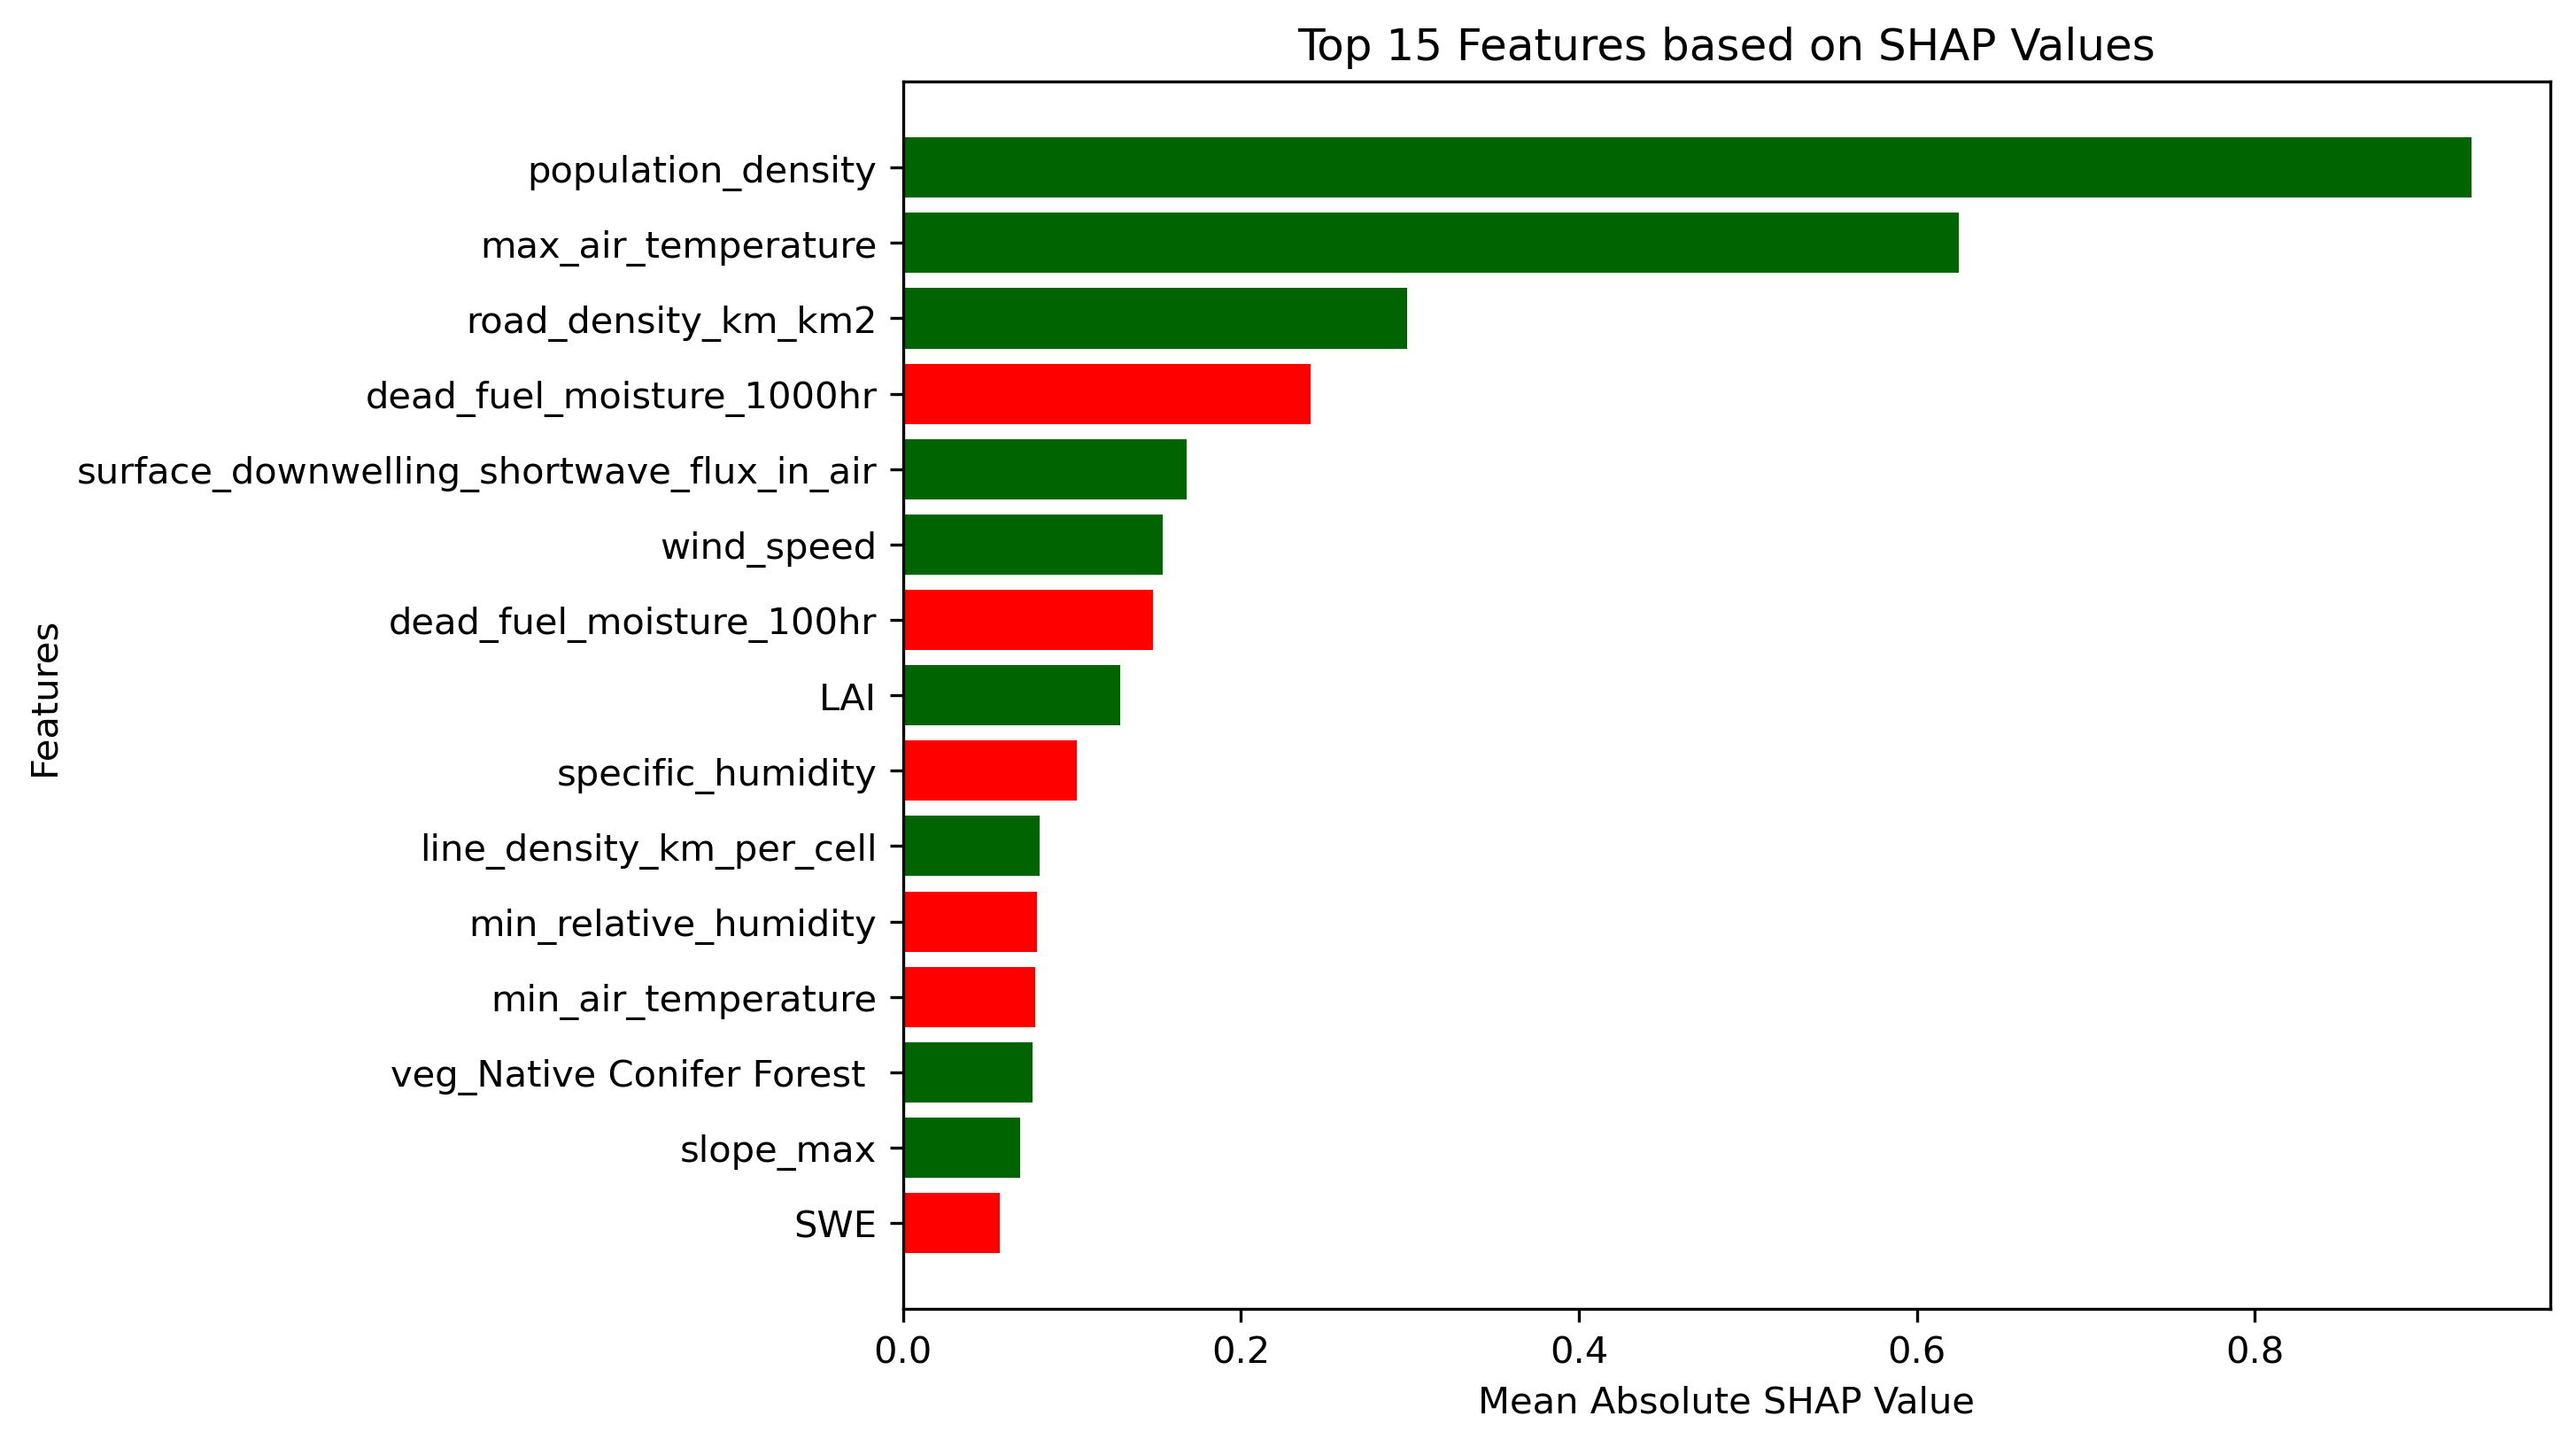 Top 15 Features based on SHAP Values
population_density
max_air_temperature
road_density_km_km2
dead_fuel_moisture_1000hr
surface_downwelling_shortwave_flux_in_air
wind_speed
dead_fuel_moisture_100hr
LAI
specific_humidity
line_density_km_per_cell
min_relative_humidity
min_air_temperature
veg_Native Conifer Forest
slope_max
SWE
Features
0.0 0.2 0.4 0.6 0.8
Mean Absolute SHAP Value